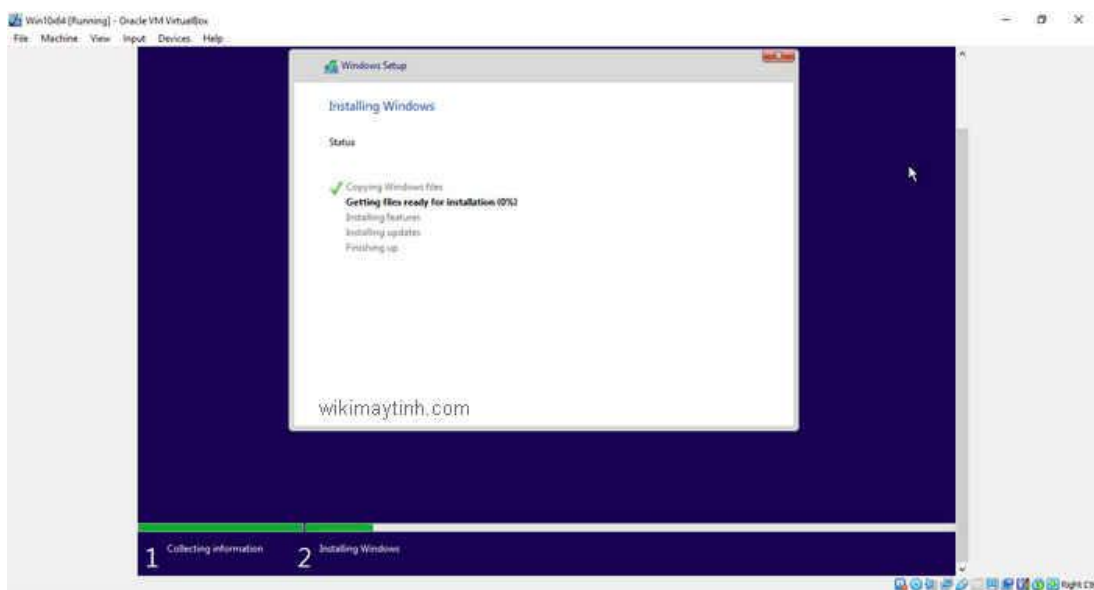 Win10x64 [Running] - Oracle VM VirtualBox
File Machine View Input Devices Help
Windows Setup
Installing Windows
Status
Copying Windows files
Getting files ready for installation (0%)
Installing features
Installing updates
Finishing up
wikimaytinh.com
1 Collecting information
2 Installing Windows
Right Ctrl